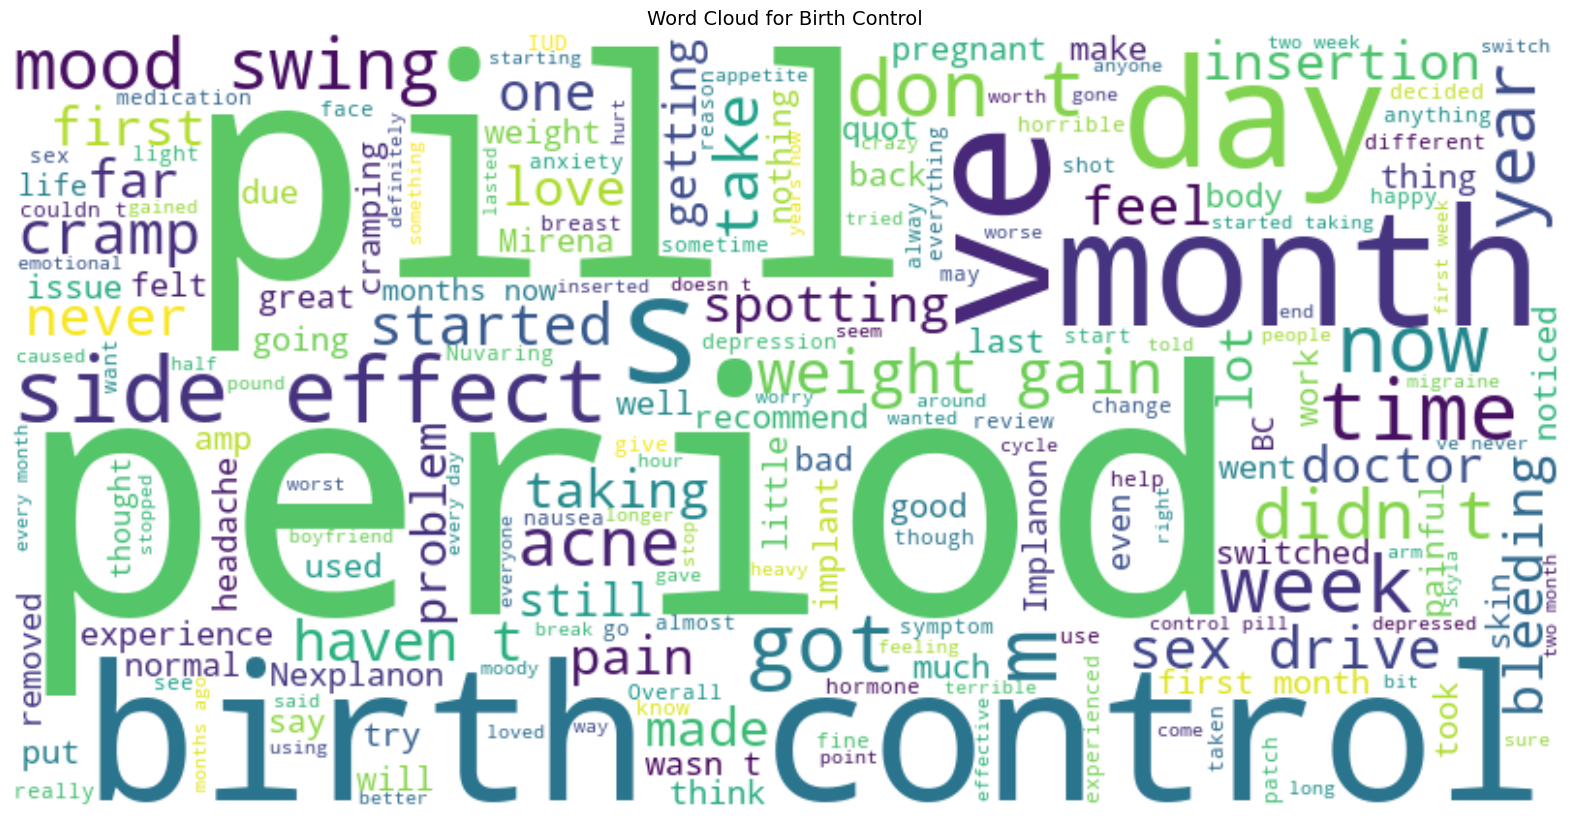 Word Cloud for Birth Control
mood swing
pill
IUD
starting
one
appetite
reason
getting
pregnant
make
two week
switch
insertion
anyone
don t
day
year
medication
face
first
weight
hurt
take
nothing
quot
worth
gone
horrible
decided
anything
different
crazy
sex
light
life
far
due
cramping
definitely
something
lasted
anxiety
love
breast
Mirena
sometime
years now
back
tried
alway
everything
ve
shot
feel
body
thing
happy
started taking
first week
couldn t
gained
cramp
emotional
issue
felt
great
months now
inserted
doesn t
spotting
may
worse
month
end
never
going
started
s
seem
depression
last
start
told
people
now
noticed
caused
want
half
pound
Nuvaring
side effect
well
worry
weight gain
recommend
around
wanted
review
change
lot
work
migraine
time
BC
ve never
period
every month
amp
thought
stopped
headache
worst
boyfriend
used
problem
every day
nausea
longer
taking
acne
everyone
give
hour
stop
gave
heavy
little
implant
bad
good
though
cycle
Implanon
help
even
right
went
doctor
didn t
switched
arm
painful
skyla
week
bleeding
skin
two month
removed
experience
normal
haven t
still
break
go
almost
pain
got
symptom
feeling
much
m
use
control pill
depressed
sex drive
first month
bit
took
Nexplanon
moody
see
months ago
said
say
using
try
will
better
loved
way
Overall
know
made
wasn t
think
hormone
terrible
fine
point
effective
experienced
come
taken
patch
long
sure
put
really
birth control